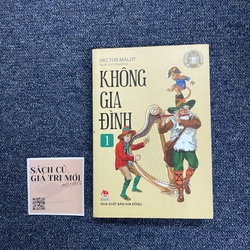 HECTOR MALOT
KHÔNG
GIA
ĐÌNH
1
NHÀ XUẤT BẢN KIM ĐỒNG
SÁCH CŨ
GIÁ TRỊ MỚI